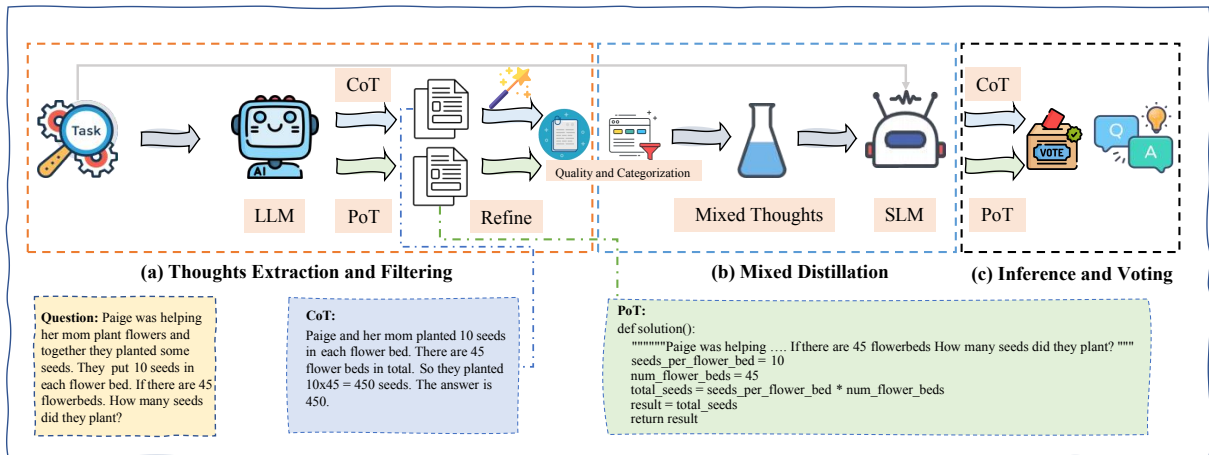 CoT
CoT
Task
AI
VOTE
Q
A
Quality and Categorization
LLM
PoT
Refine
Mixed Thoughts
SLM
PoT
(a) Thoughts Extraction and Filtering
(b) Mixed Distillation
(c) Inference and Voting
Question: Paige was helping
her mom plant flowers and
together they planted some
seeds. They put 10 seeds in
each flower bed. If there are 45
flowerbeds. How many seeds
did they plant?
CoT:
Paige and her mom planted 10 seeds
in each flower bed. There are 45
flower beds in total. So they planted
10x45 = 450 seeds. The answer is
450.
PoT:
def solution():
""""""Paige was helping …. If there are 45 flowerbeds How many seeds did they plant? """
seeds_per_flower_bed = 10
num_flower_beds = 45
total_seeds = seeds_per_flower_bed * num_flower_beds
result = total_seeds
return result